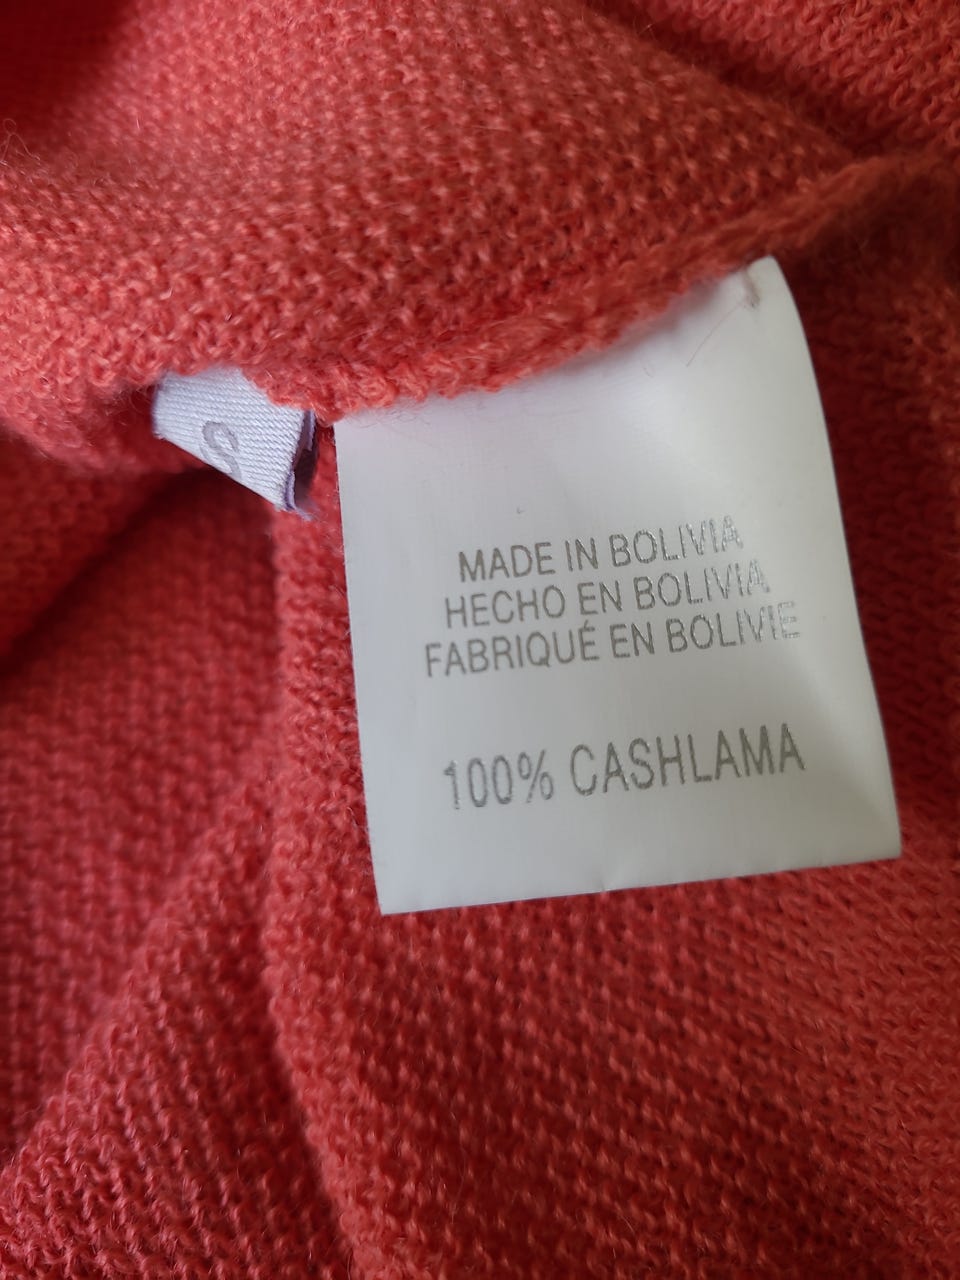 S
MADE IN BOLIVIA
HECHO EN BOLIVIA
FABRIQUÉ EN BOLIVIE
100% CASHLAMA